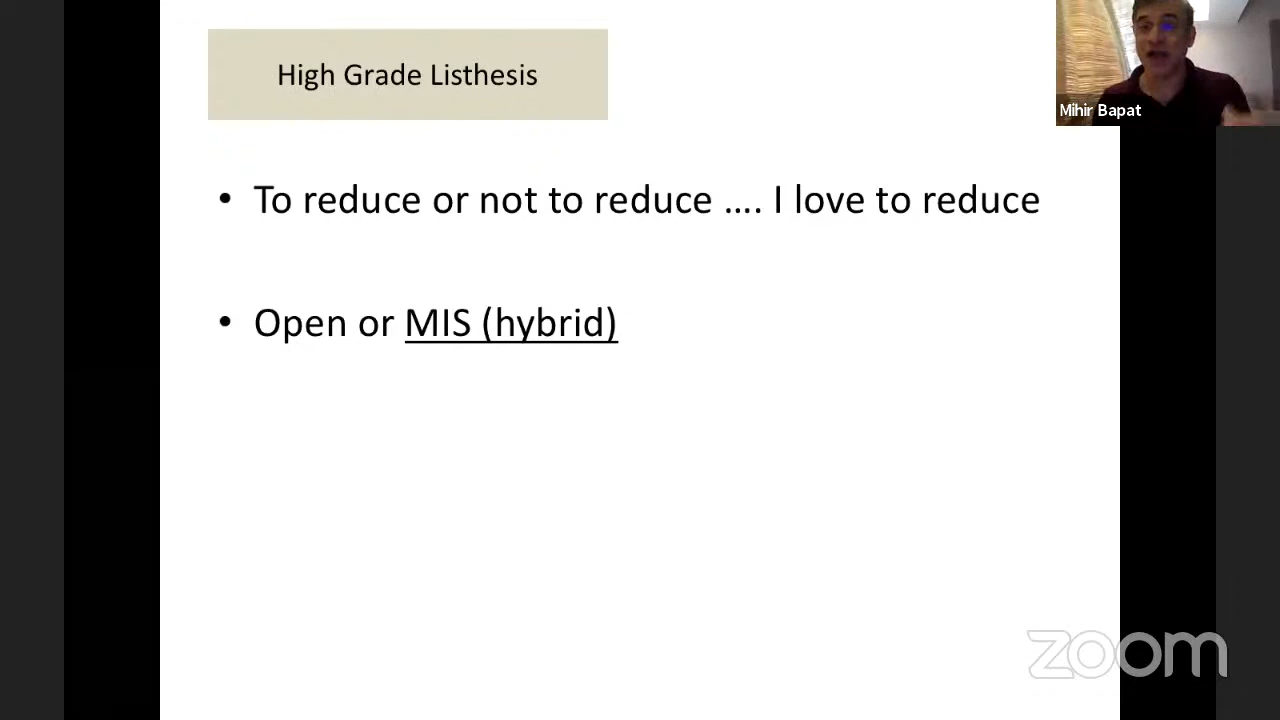 High Grade Listhesis
Mihir Bapat
• To reduce or not to reduce .... I love to reduce
• Open or MIS (hybrid)
zoom